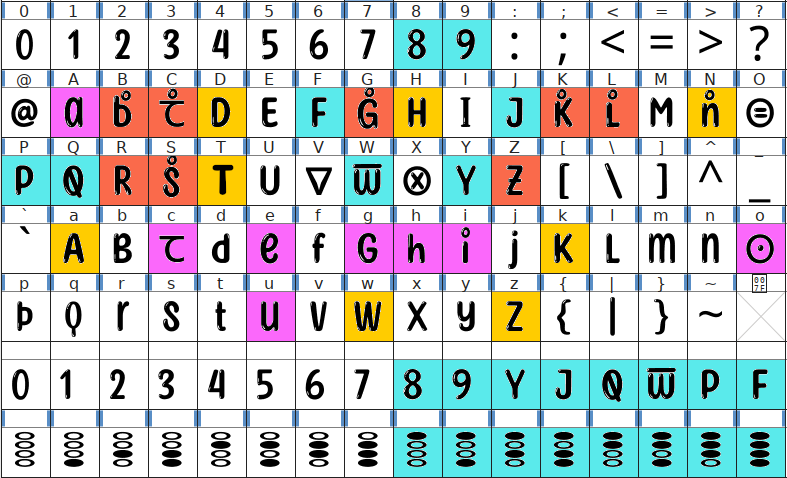 0 1 2 3 4 5 6 7 8 9 : ; < = > ?
0 1 2 3 4 5 6 7 8 9 : ; < = > ?
@ A B C D E F G H I J K L M N O
@ a b̊ ट̊ D E F G̊ H I J K̊ L̊ M n̊ ⊜
P Q R S T U V W X Y Z [ \ ] ^ _
P Q R S̊ T U ∇ W̅ ⊗ Y Ƶ [ \ ] ^ _
` a b c d e f g h i j k l m n o
` A B ट d e f G h i̊ j K L m n ⊙
p q r s t u v w x y z { | } ~ 007F
þ Q r S t U V W X y Z { | } ~
0 1 2 3 4 5 6 7 8 9 Y J Q W̅ P F